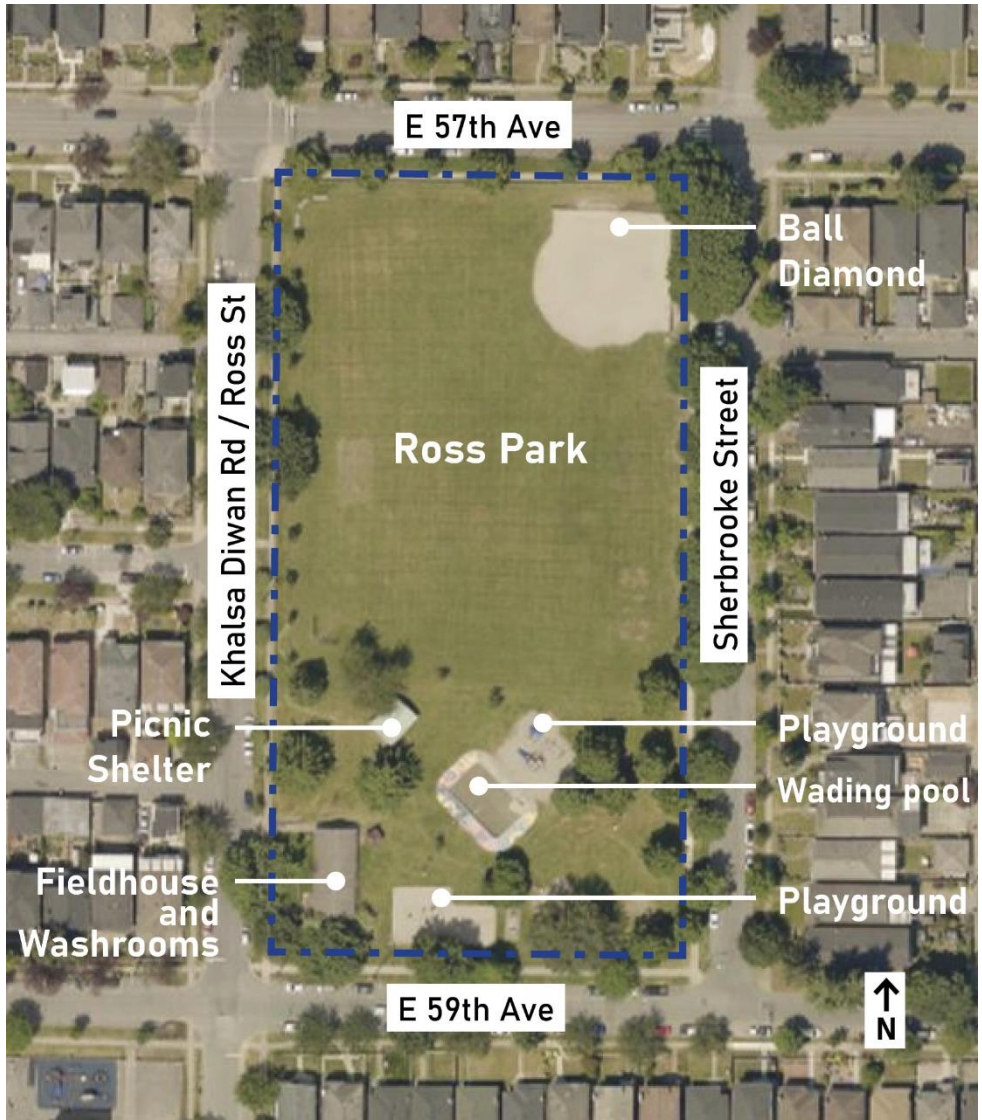 E 57th Ave
Ball
Diamond
Khalsa Diwan Rd / Ross St
Ross Park
Sherbrooke Street
Picnic
Shelter
Playground
Wading pool
Fieldhouse
and
Washrooms
Playground
E 59th Ave
N